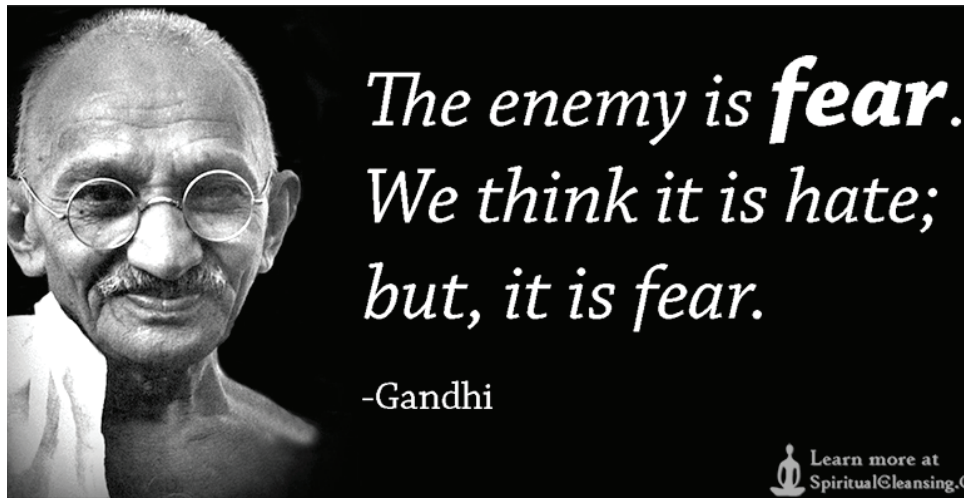 The enemy is fear.
We think it is hate;
but, it is fear.
-Gandhi
Learn more at